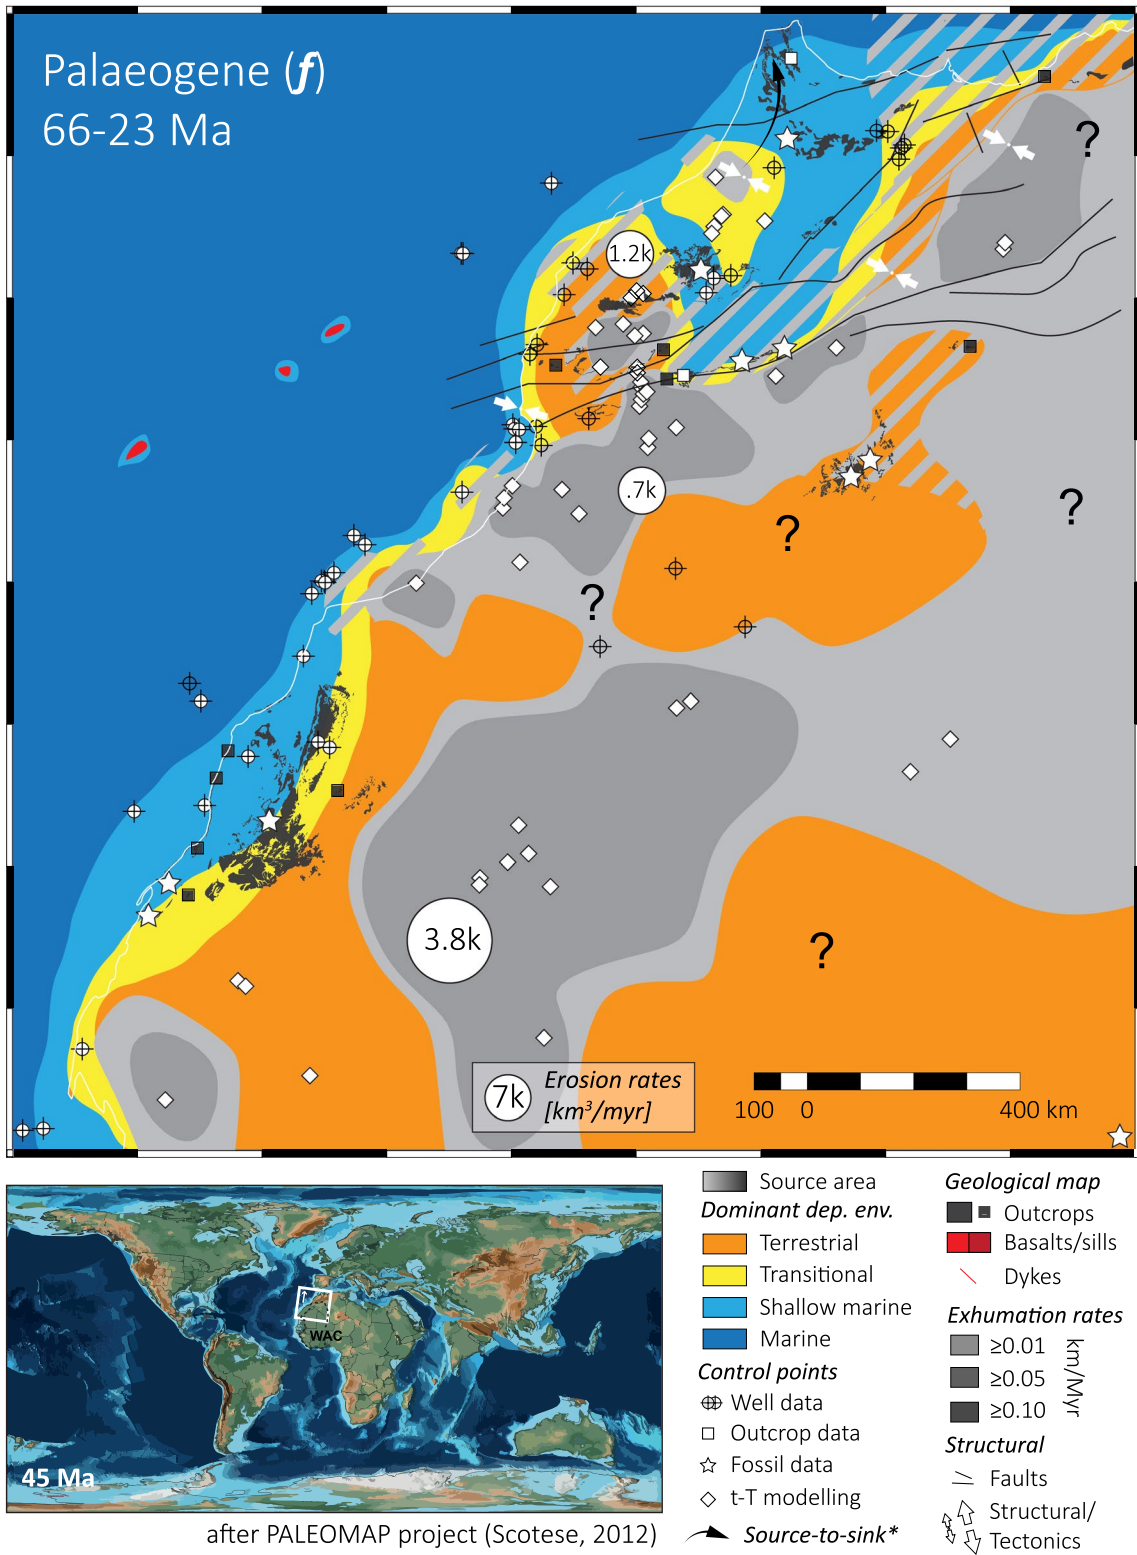 Palaeogene (f)
66-23 Ma
?
1.2k
.7k
?
?
?
3.8k
?
7k
Erosion rates
[km³/myr]
100 0 400 km
WAC
45 Ma
after PALEOMAP project (Scotese, 2012)
Source area
Dominant dep. env.
Terrestrial
Transitional
Shallow marine
Marine
Control points
Well data
Outcrop data
Fossil data
t-T modelling
Source-to-sink*
Geological map
Outcrops
Basalts/sills
Dykes
Exhumation rates
≥0.01
≥0.05
≥0.10
km/Myr
Structural
Faults
Structural/
Tectonics